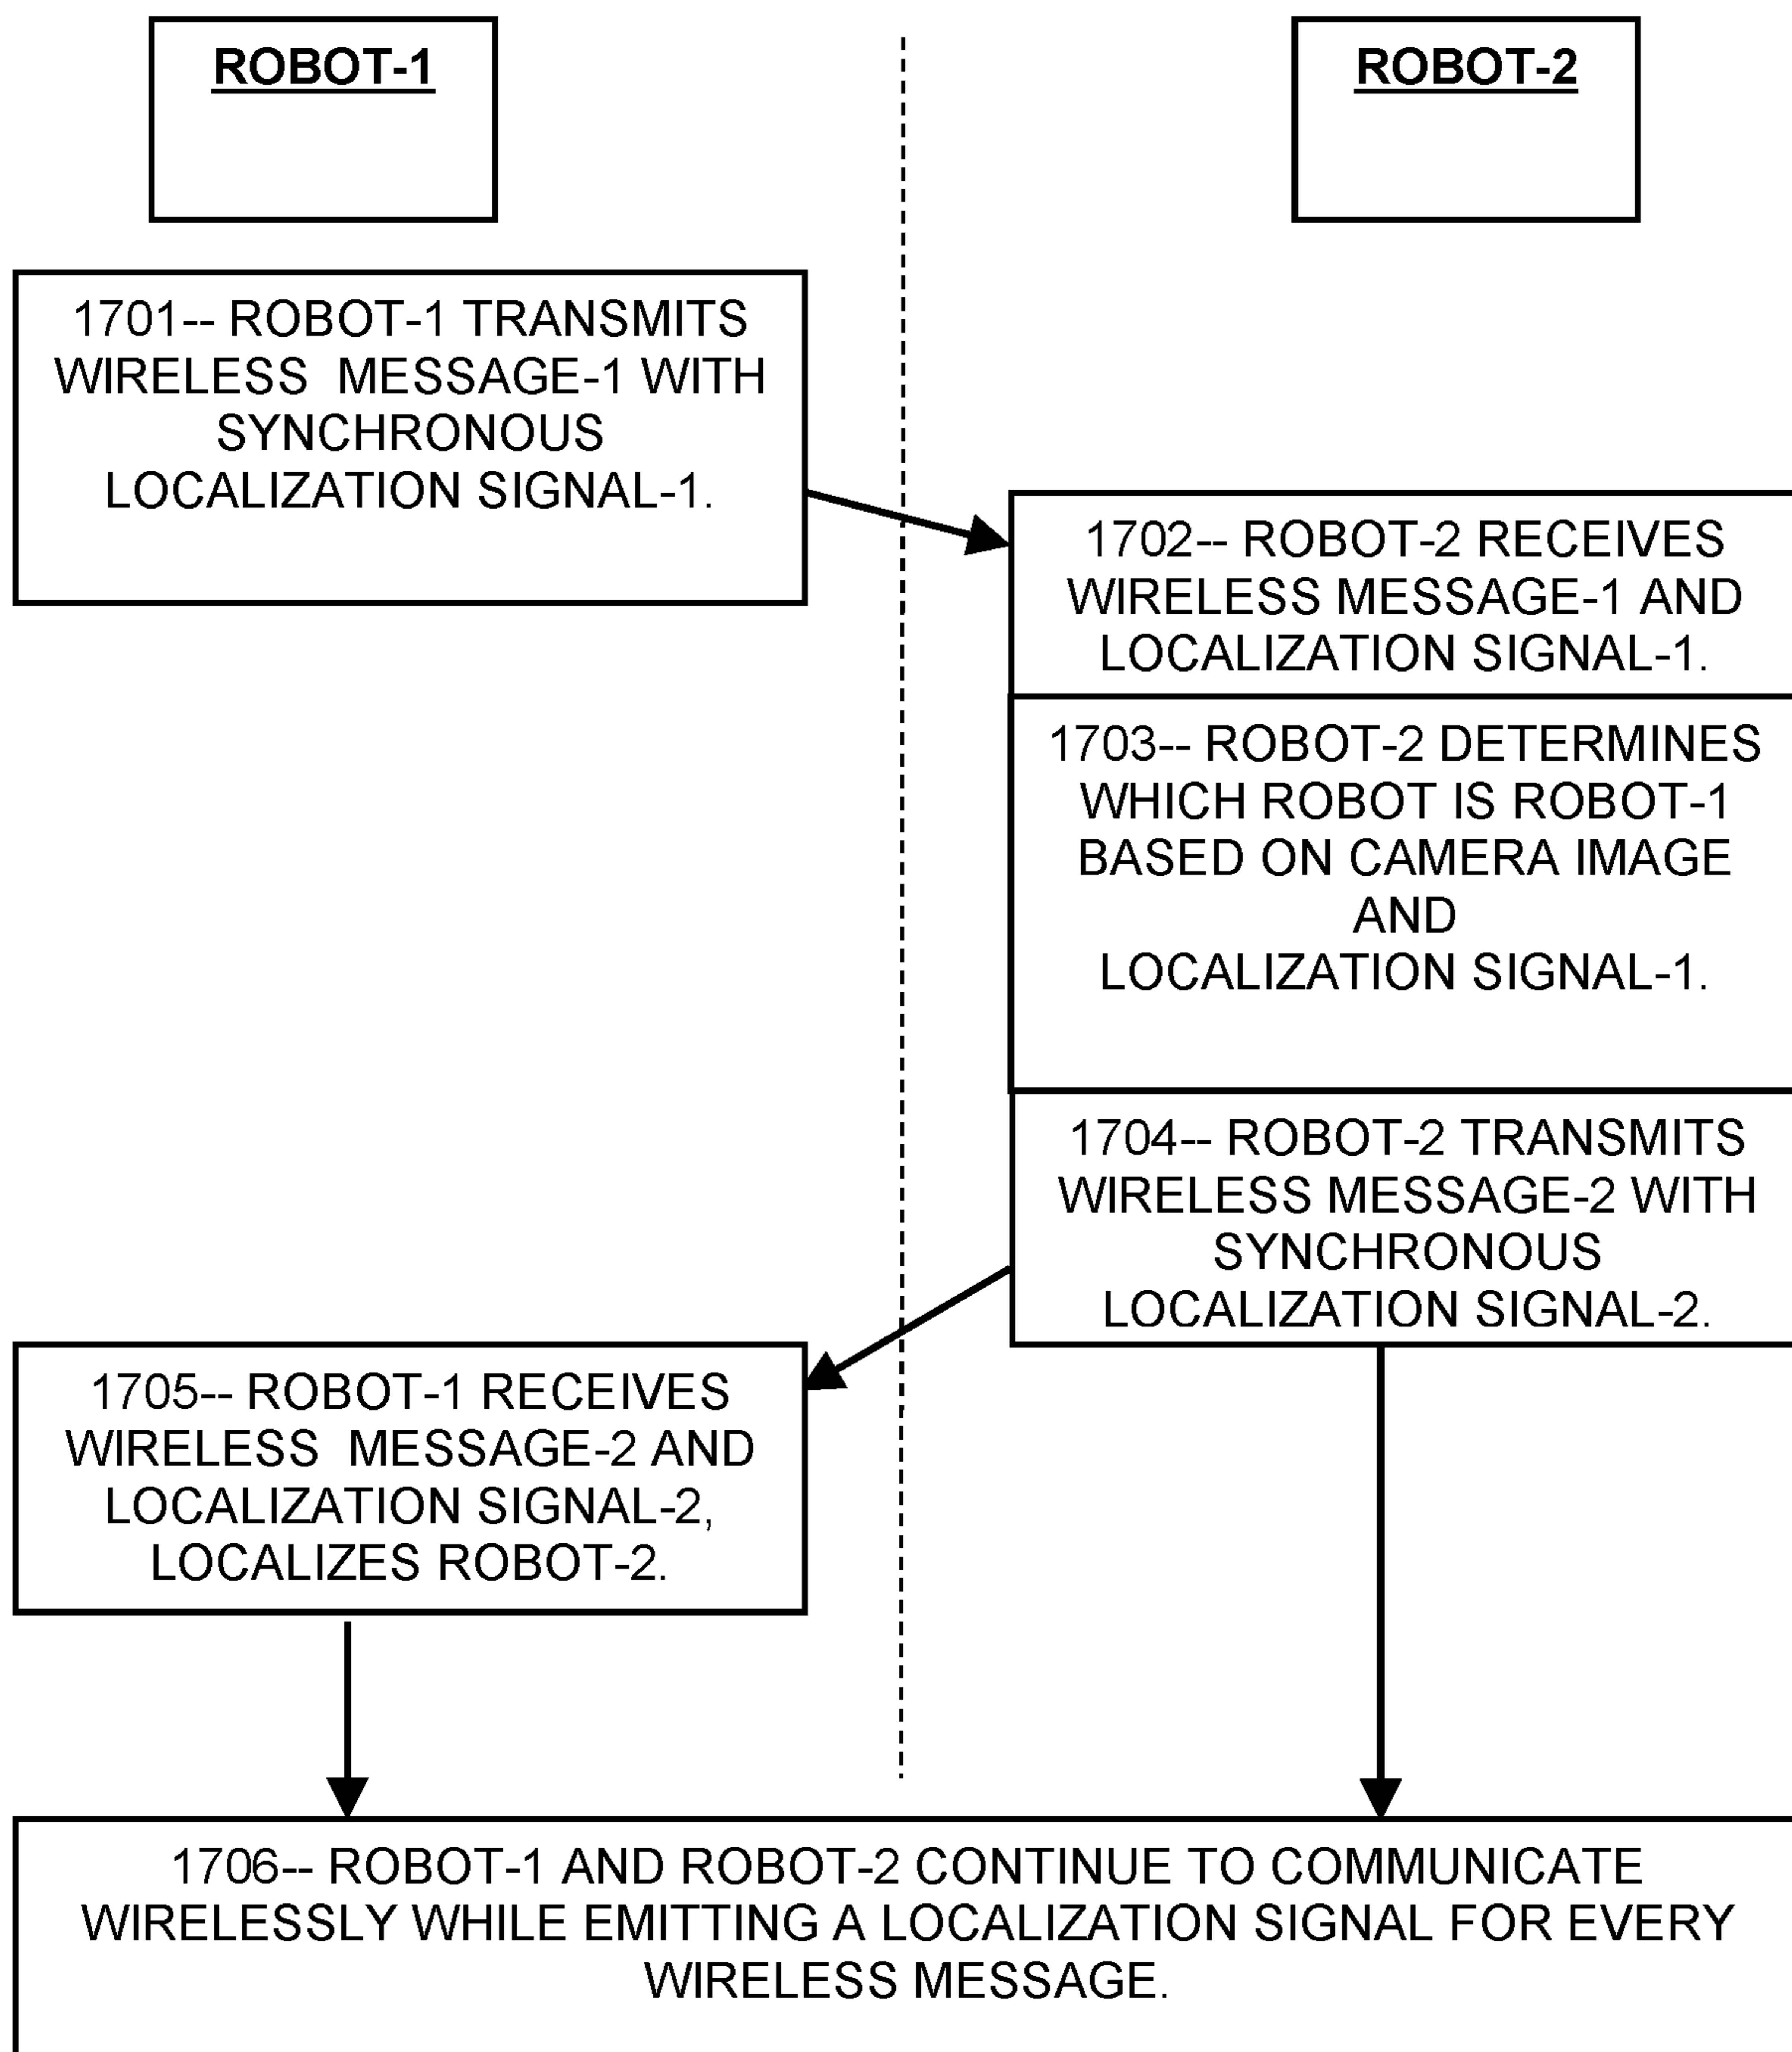 ROBOT-1
ROBOT-2
1701-- ROBOT-1 TRANSMITS
WIRELESS MESSAGE-1 WITH
SYNCHRONOUS
LOCALIZATION SIGNAL-1.
1702-- ROBOT-2 RECEIVES
WIRELESS MESSAGE-1 AND
LOCALIZATION SIGNAL-1.
1703-- ROBOT-2 DETERMINES
WHICH ROBOT IS ROBOT-1
BASED ON CAMERA IMAGE
AND
LOCALIZATION SIGNAL-1.
1704-- ROBOT-2 TRANSMITS
WIRELESS MESSAGE-2 WITH
SYNCHRONOUS
LOCALIZATION SIGNAL-2.
1705-- ROBOT-1 RECEIVES
WIRELESS MESSAGE-2 AND
LOCALIZATION SIGNAL-2,
LOCALIZES ROBOT-2.
1706-- ROBOT-1 AND ROBOT-2 CONTINUE TO COMMUNICATE
WIRELESSLY WHILE EMITTING A LOCALIZATION SIGNAL FOR EVERY
WIRELESS MESSAGE.